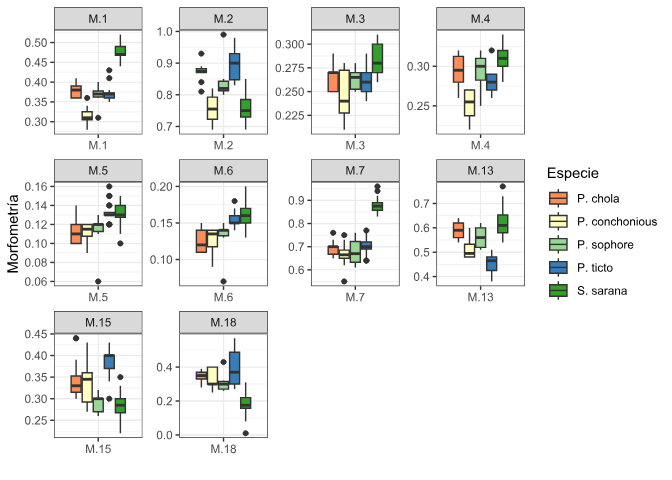 M.1 M.2 M.3 M.4
0.50 0.45 0.40 0.35 0.30
1.0 0.9 0.8 0.7
0.300 0.275 0.250 0.225
0.30 0.25
M.1 M.2 M.3 M.4
M.5 M.6 M.7 M.13
0.16 0.14 0.12 0.10 0.08 0.06
0.20 0.15 0.10
0.9 0.8 0.7 0.6
0.7 0.6 0.5 0.4
M.5 M.6 M.7 M.13
M.15 M.18
0.45 0.40 0.35 0.30 0.25
0.4 0.2 0.0
M.15 M.18
Morfometría
Especie
P. chola
P. conchonious
P. sophore
P. ticto
S. sarana